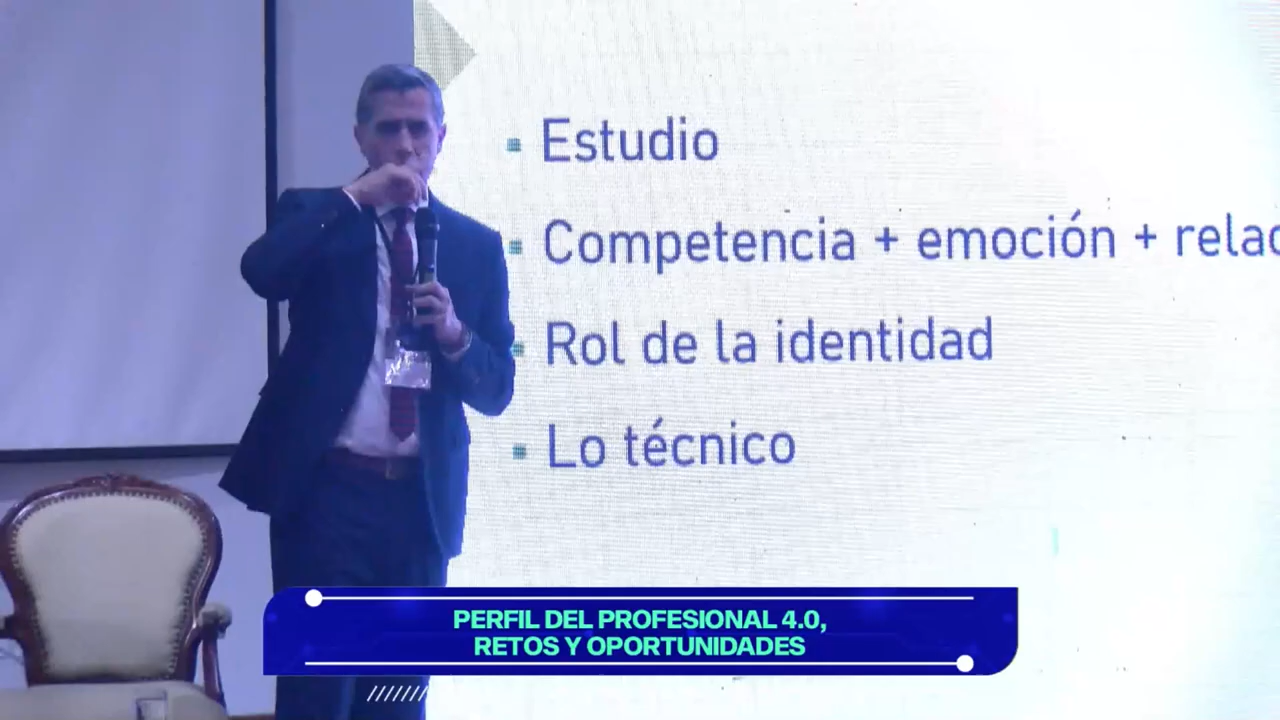 Estudio
Competencia + emoción + relac
Rol de la identidad
Lo técnico
PERFIL DEL PROFESIONAL 4.0,
RETOS Y OPORTUNIDADES